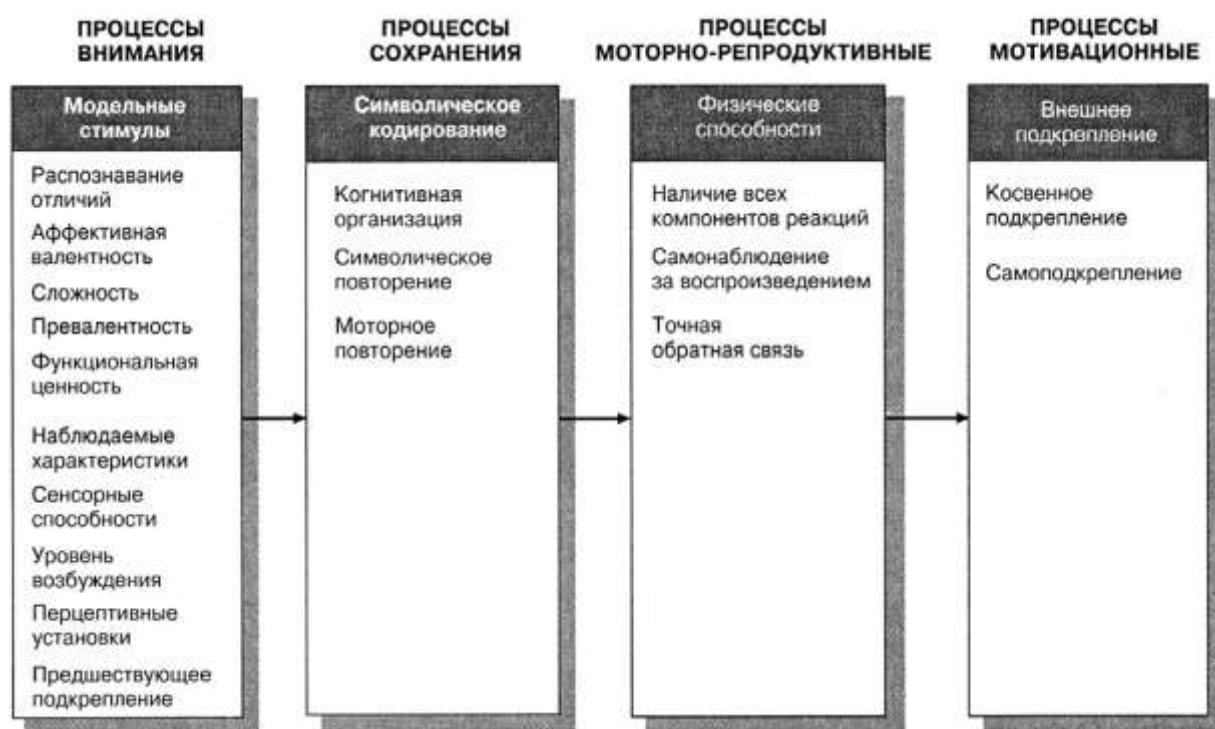 ПРОЦЕССЫ
ВНИМАНИЯ
Модельные
стимулы
Распознавание
отличий
Аффективная
валентность
Сложность
Превалентность
Функциональная
ценность
Наблюдаемые
характеристики
Сенсорные
способности
Уровень
возбуждения
Перцептивные
установки
Предшествующее
подкрепление
ПРОЦЕССЫ
СОХРАНЕНИЯ
Символическое
кодирование
Когнитивная
организация
Символическое
повторение
Моторное
повторение
ПРОЦЕССЫ
МОТОРНО-РЕПРОДУКТИВНЫЕ
Физические
способности
Наличие всех
компонентов реакций
Самонаблюдение
за воспроизведением
Точная
обратная связь
ПРОЦЕССЫ
МОТИВАЦИОННЫЕ
Внешнее
подкрепление
Косвенное
подкрепление
Самоподкрепление